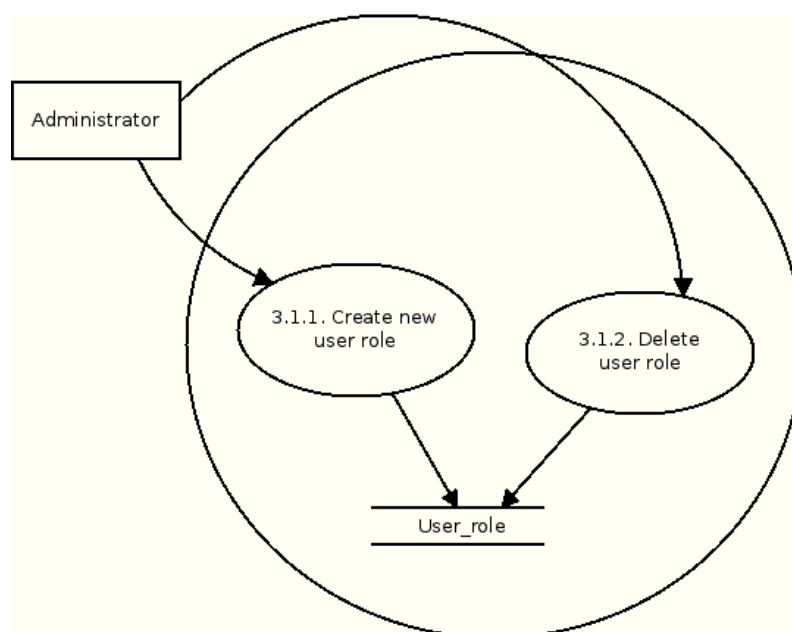 Administrator
3.1.1. Create new
user role
3.1.2. Delete
user role
User_role